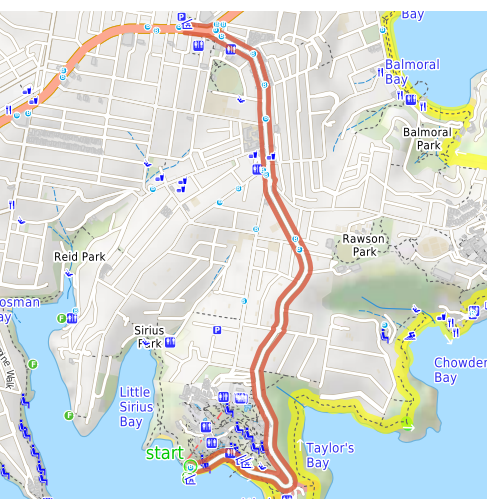 Bay
Balmoral
Bay
Balmoral
Park
Rawson
Park
Reid Park
osman
ay
Sirius
Park
Chowder
Bay
Little
Sirius
Bay
start
Taylor's
Bay